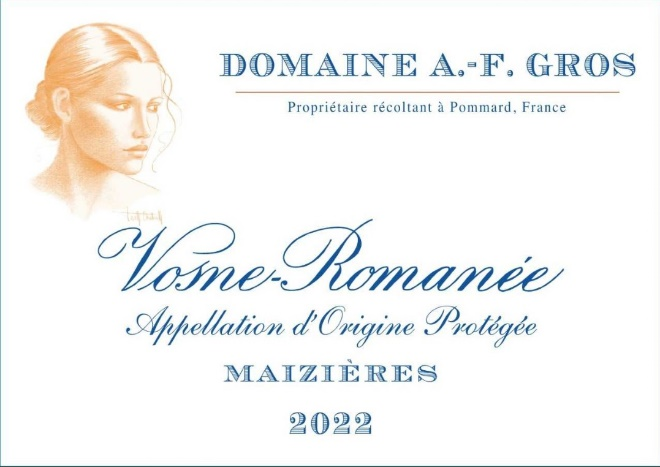 DOMAINE A.-F. GROS
Propriétaire récoltant à Pommard, France
Vosne-Romanée
Appellation d'Origine Protégée
MAIZIÈRES
2022